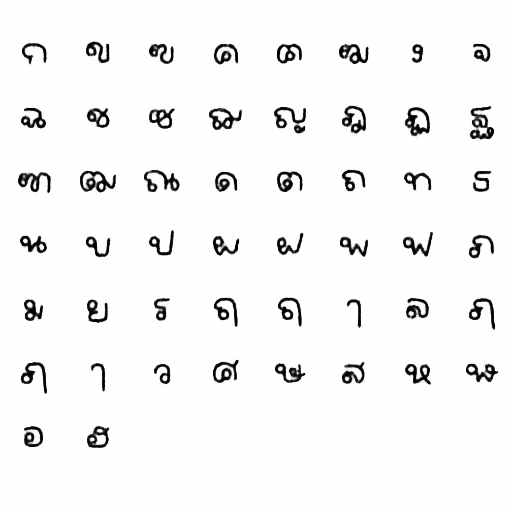 ก ข ฃ ค ฅ ฆ ง จ
ฉ ช ซ ฌ ญ ฎ ฏ ฐ
ฑ ฒ ณ ด ต ถ ท ธ
น บ ป ผ ฝ พ ฟ ภ
ม ย ร ฤ ฤ ๅ ล ฦ
ฦ ๅ ว ศ ษ ส ห ฬ
อ ฮ